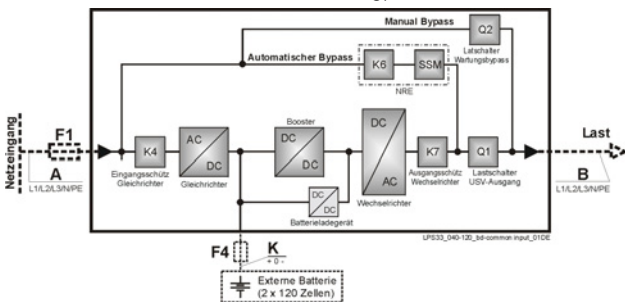 Manual Bypass
Q2
Latschalter
Wartungsbypass
Automatischer Bypass
K6
SSM
NRE
Netzeingang
F1
A
L1/L2/L3/N/PE
K4
Eingangsschütz
Gleichrichter
AC
DC
Gleichrichter
Booster
DC
DC
DC
DC
Batterieladegerät
DC
AC
Wechselrichter
K7
Ausgangsschütz
Wechselrichter
Q1
Lastschalter
USV-Ausgang
Last
B
L1/L2/L3/N/PE
LPS33_040-120_bd-common input_01DE
F4
K
+ 0 -
Externe Batterie
(2 x 120 Zellen)